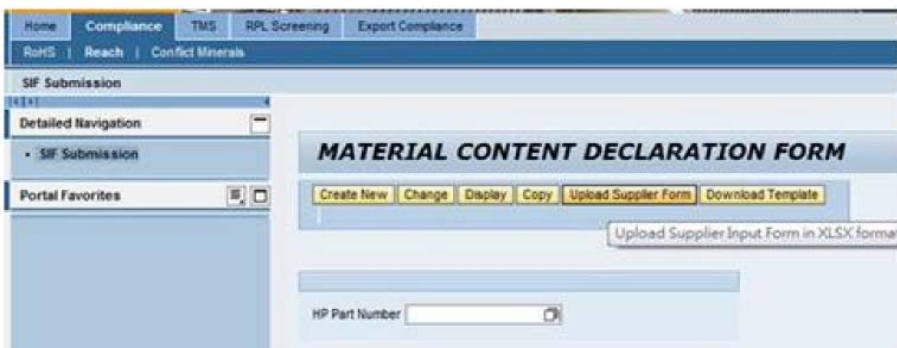 Home Compliance TMS RPL Screening Export Compliance
RoHS | Reach | Conflict Minerals
SIF Submission
Detailed Navigation
• SIF Submission
MATERIAL CONTENT DECLARATION FORM
Portal Favorites
Create New Change Display Copy Upload Supplier Form Download Template
Upload Supplier Input Form in XLSX forma
HP Part Number